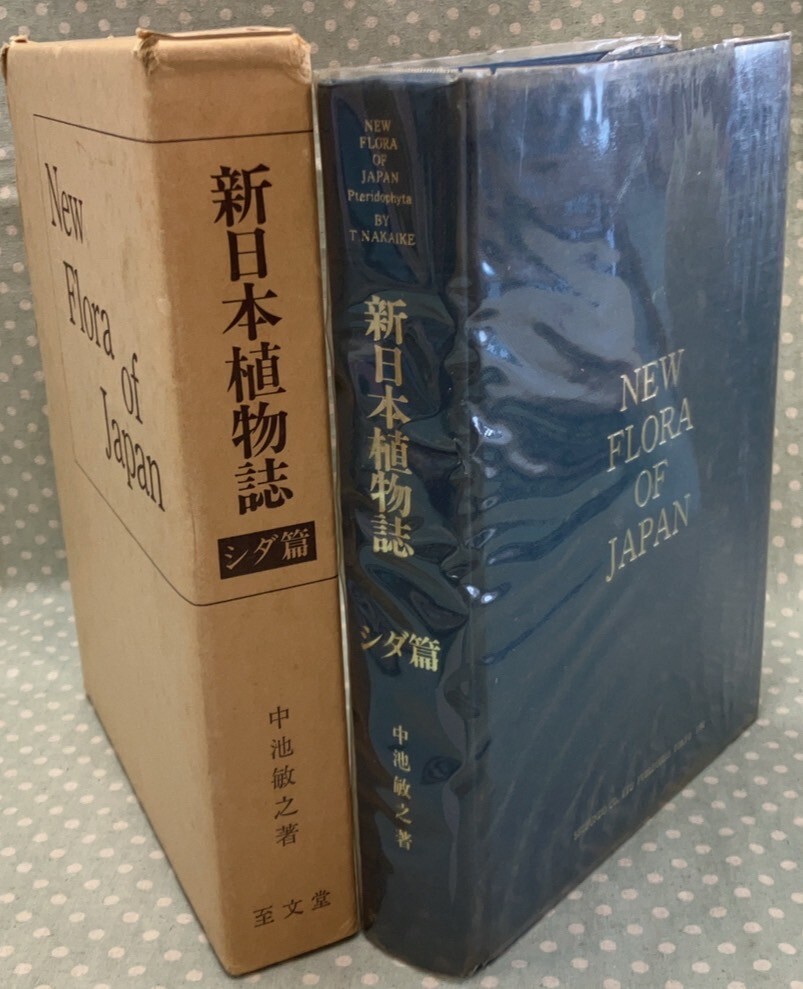 New
Flora
of
Japan
新日本植物誌
シダ篇
中池敏之著
至文堂
NEW
FLORA
OF
JAPAN
Pteridophyta
BY
T. NAKAIKE
新日本植物誌
シダ篇
中池敏之著
NEW
FLORA
OF
JAPAN